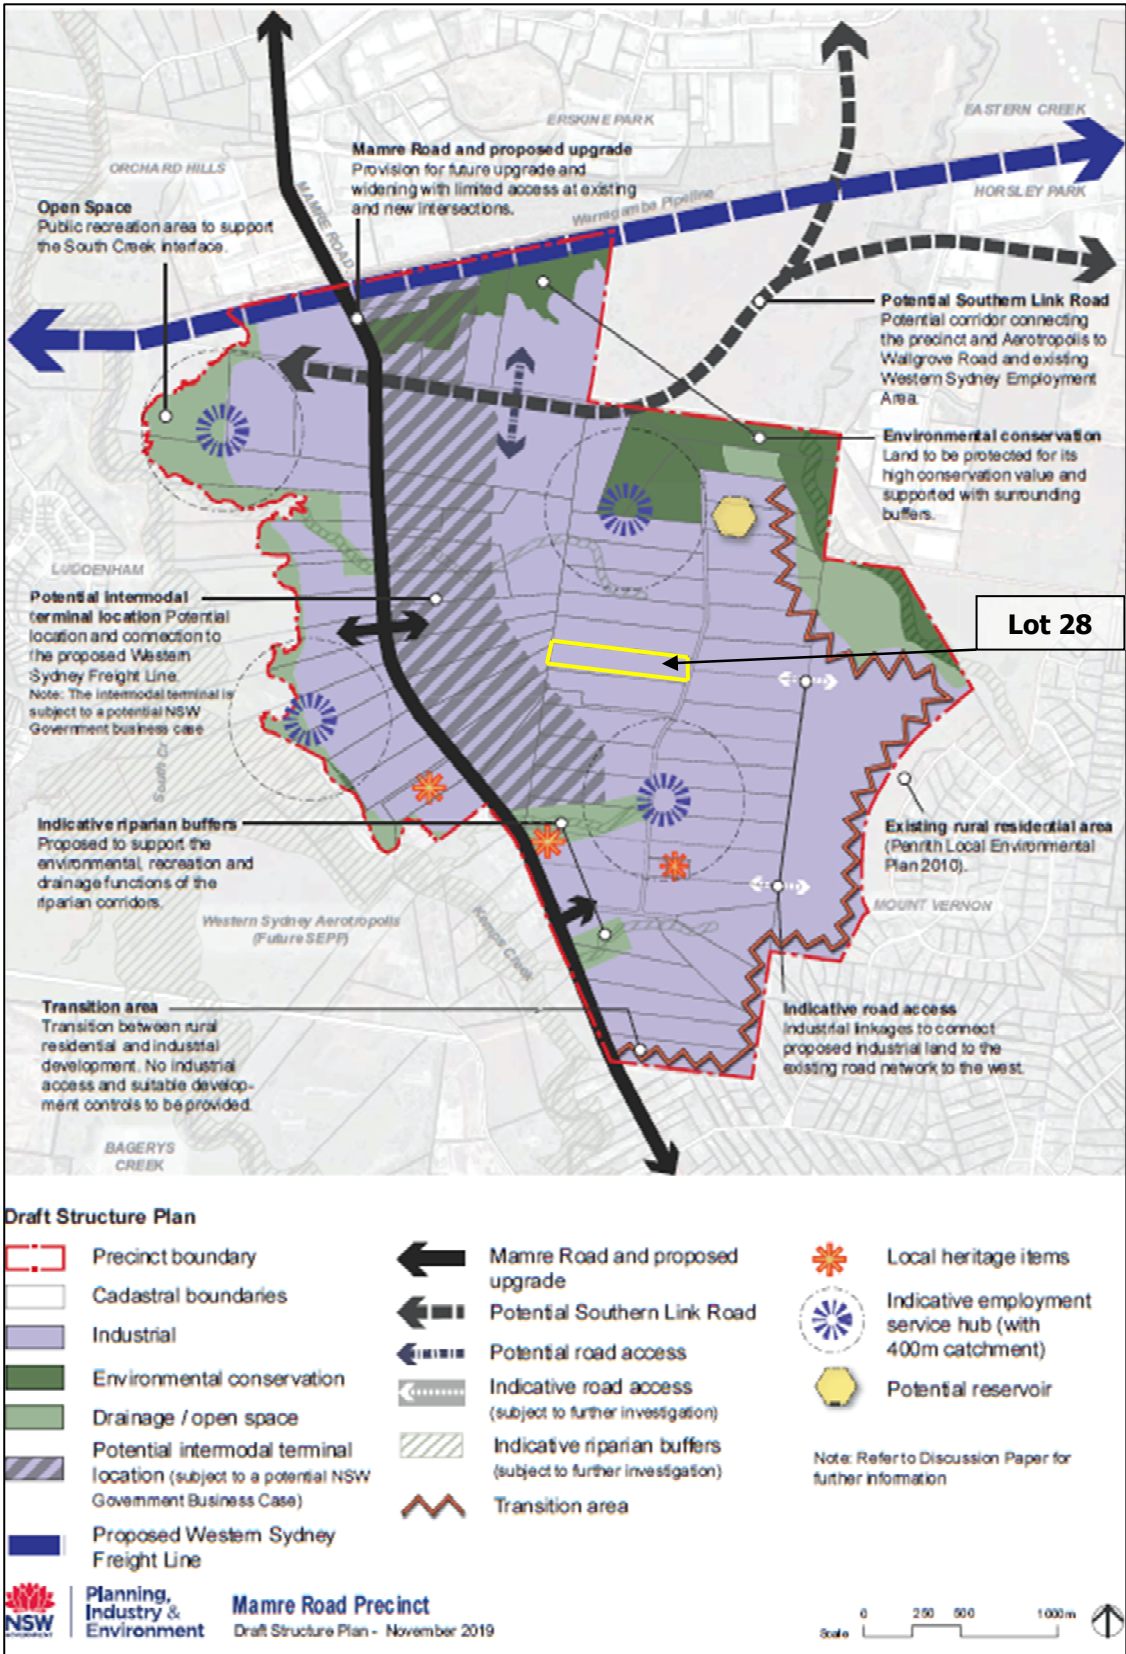 EASTERN CREEK
ERSKINE PARK
ORCHARD HILLS
Mamre Road and proposed upgrade
Provision for future upgrade and
widening with limited access at existing
and new intersections.
HORSLEY PARK
MAMRE ROAD
Warragamba Pipeline
Open Space
Public recreation area to support
the South Creek interface.
Potential Southern Link Road
Potential corridor connecting
the precinct and Aerotropolis to
Wallgrove Road and existing
Western Sydney Employment
Area.
Environmental conservation
Land to be protected for its
high conservation value and
supported with surrounding
buffers.
LUDDENHAM
Potential intermodal
terminal location Potential
location and connection to
the proposed Western
Sydney Freight Line.
Note: The intermodal terminal is
subject to a potential NSW
Government business case
Lot 28
South Cr
Indicative riparian buffers
Proposed to support the
environmental, recreation and
drainage functions of the
riparian corridors.
Existing rural residential area
(Penrith Local Environmental
Plan 2010).
MOUNT VERNON
Western Sydney Aerotropolis
(Future SEPP)
Kemps Creek
Transition area
Transition between rural
residential and industrial
development. No industrial
access and suitable develop-
ment controls to be provided.
Indicative road access
Industrial linkages to connect
proposed industrial land to the
existing road network to the west.
BAGERYS
CREEK
Draft Structure Plan
Precinct boundary
Cadastral boundaries
Industrial
Environmental conservation
Drainage / open space
Potential intermodal terminal
location (subject to a potential NSW
Government Business Case)
Proposed Western Sydney
Freight Line
Mamre Road and proposed
upgrade
Potential Southern Link Road
Potential road access
Indicative road access
(subject to further investigation)
Indicative riparian buffers
(subject to further investigation)
Transition area
Local heritage items
Indicative employment
service hub (with
400m catchment)
Potential reservoir
Note: Refer to Discussion Paper for
further information
NSW
GOVERNMENT
Planning,
Industry &
Environment
Mamre Road Precinct
Draft Structure Plan - November 2019
Scale
0 250 500 1000m